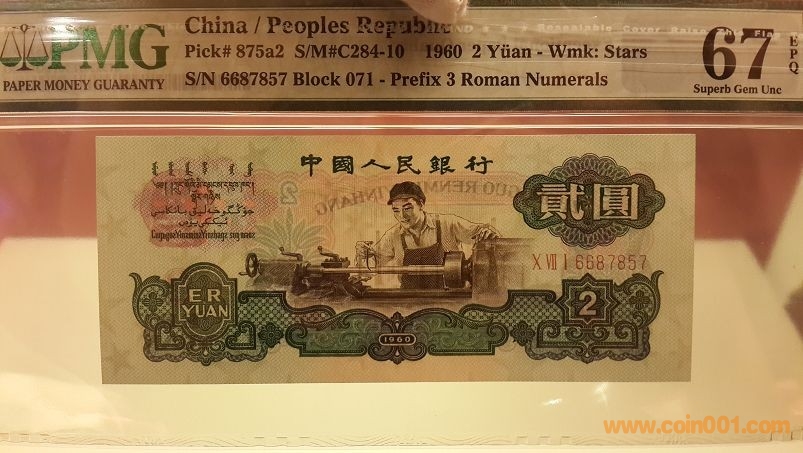 PMG
PAPER MONEY GUARANTY
China / Peoples Republic
Pick# 875a2 S/M#C284-10 1960 2 Yüan - Wmk: Stars
S/N 6687857 Block 071 - Prefix 3 Roman Numerals
67 EPQ
Superb Gem Unc
中國人民銀行
貳圓
X VII I 6687857
ER
YUAN
2
1960
www.coin001.com